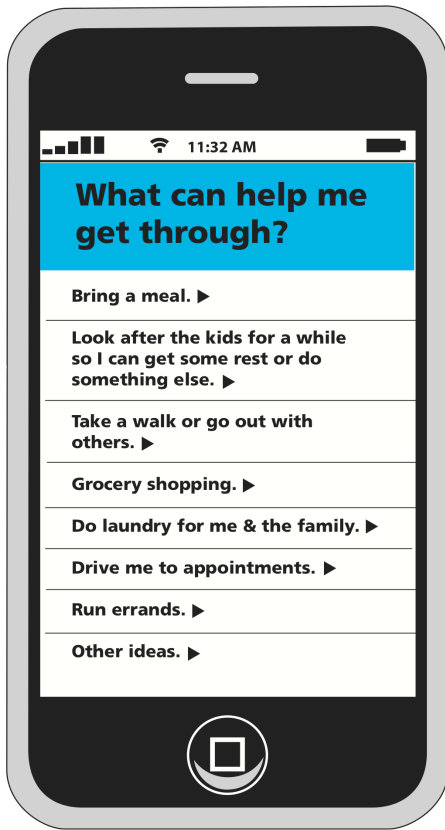 11:32 AM
What can help me
get through?
Bring a meal. ▶
Look after the kids for a while
so I can get some rest or do
something else. ▶
Take a walk or go out with
others. ▶
Grocery shopping. ▶
Do laundry for me & the family. ▶
Drive me to appointments. ▶
Run errands. ▶
Other ideas. ▶